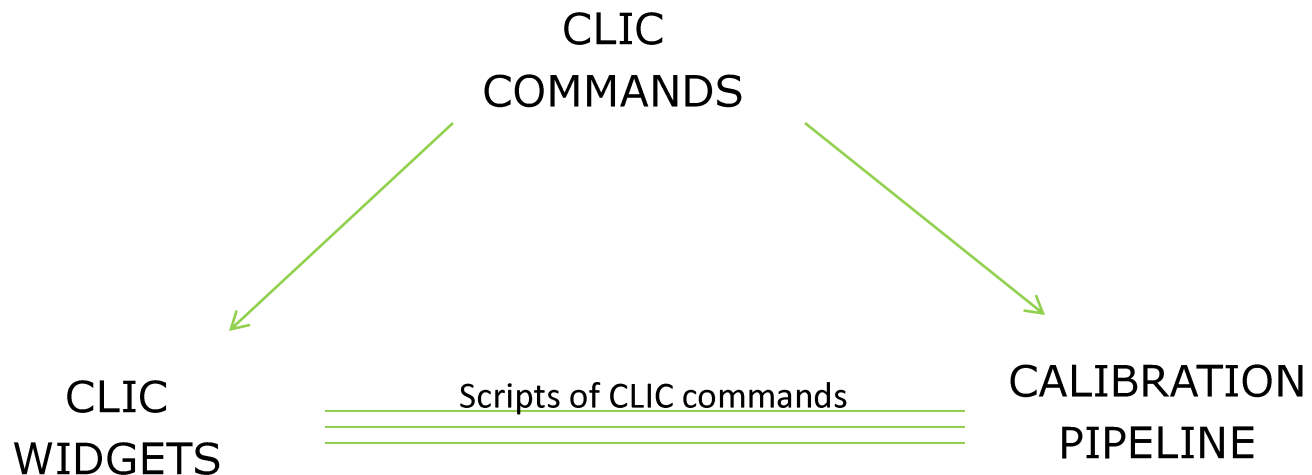 CLIC
COMMANDS
CLIC
WIDGETS
Scripts of CLIC commands
CALIBRATION
PIPELINE